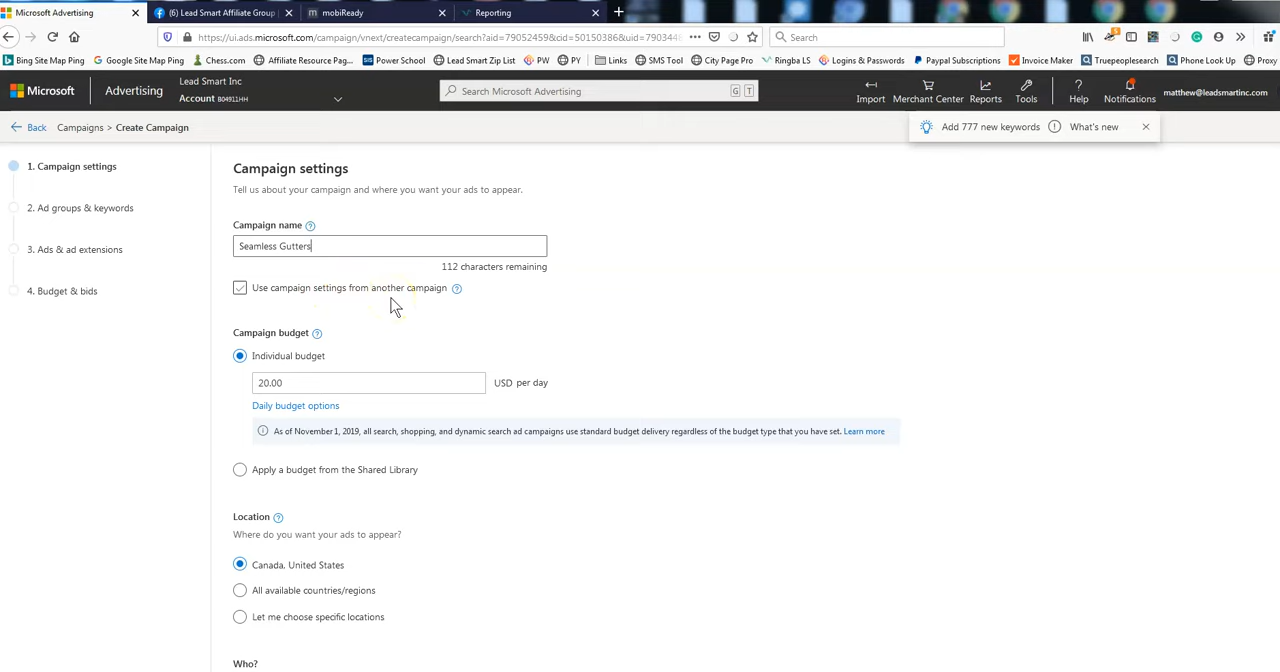 Microsoft Advertising
(6) Lead Smart Affiliate Group
mobiReady
Reporting
https://ui.ads.microsoft.com/campaign/vnext/createcampaign/search?aid=79052459&cid=50150386&uid=7903448
Search
Bing Site Map Ping
Google Site Map Ping
Chess.com
Affiliate Resource Pag...
Power School
Lead Smart Zip List
PW
PY
Links
SMS Tool
City Page Pro
Ringba LS
Logins & Passwords
Paypal Subscriptions
Invoice Maker
Truepeoplesearch
Phone Look Up
Proxy
Microsoft
Advertising
Lead Smart Inc
Account B04911HH
Search Microsoft Advertising
G T
Import
Merchant Center
Reports
Tools
Help
Notifications
matthew@leadsmartinc.com
Back
Campaigns > Create Campaign
Add 777 new keywords
What's new
1. Campaign settings
2. Ad groups & keywords
3. Ads & ad extensions
4. Budget & bids
Campaign settings
Tell us about your campaign and where you want your ads to appear.
Campaign name
Seamless Gutters
112 characters remaining
Use campaign settings from another campaign
Campaign budget
Individual budget
20.00
USD per day
Daily budget options
As of November 1, 2019, all search, shopping, and dynamic search ad campaigns use standard budget delivery regardless of the budget type that you have set. Learn more
Apply a budget from the Shared Library
Location
Where do you want your ads to appear?
Canada, United States
All available countries/regions
Let me choose specific locations
Who?